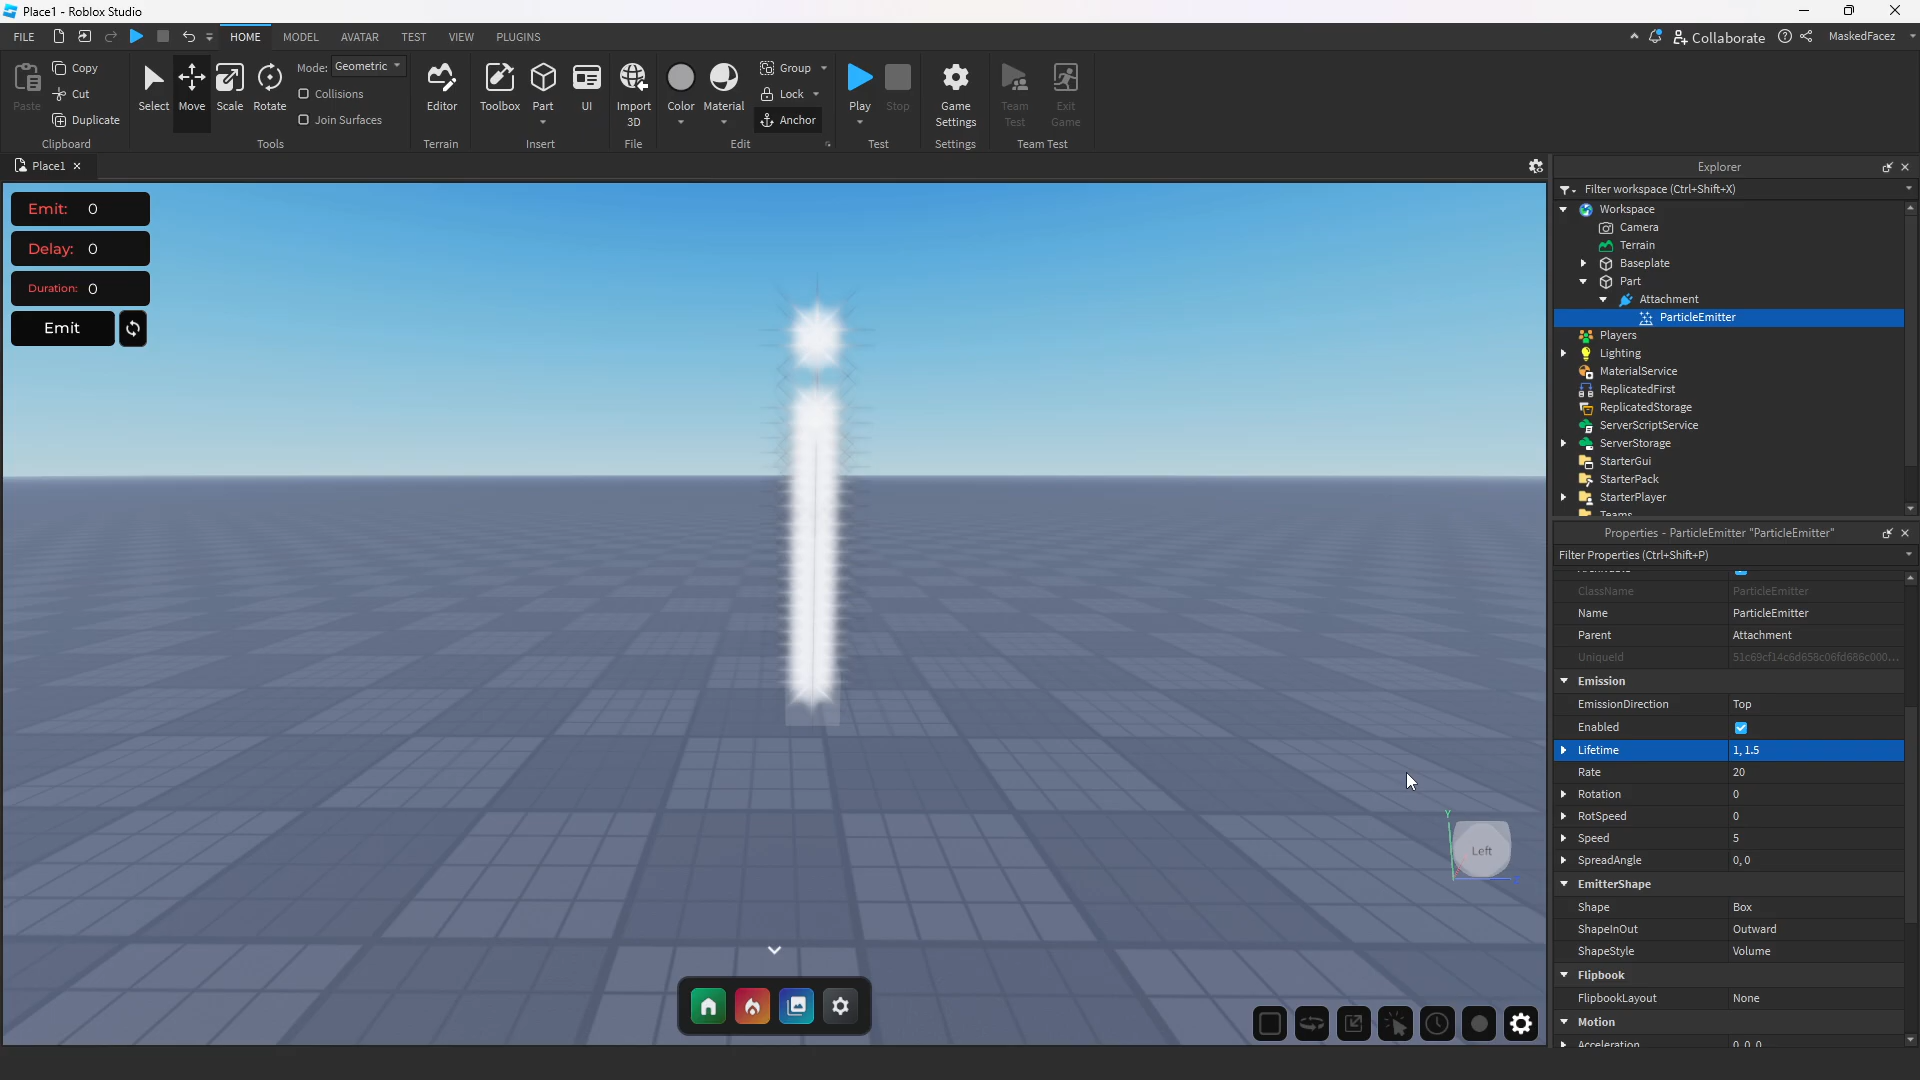 Place1 - Roblox Studio
FILE HOME MODEL AVATAR TEST VIEW PLUGINS Collaborate MaskedFacez
Paste Copy Cut Duplicate Clipboard
Select Move Scale Rotate Mode: Geometric Collisions Join Surfaces Tools
Editor Terrain
Toolbox Part UI Insert
Import 3D File
Color Material Group Lock Anchor Edit
Play Stop Test
Game Settings Settings
Team Test Exit Game Team Test
Place1
Emit: 0
Delay: 0
Duration: 0
Emit
Y
Left
Explorer
Filter workspace (Ctrl+Shift+X)
Workspace
Camera
Terrain
Baseplate
Part
Attachment
ParticleEmitter
Players
Lighting
MaterialService
ReplicatedFirst
ReplicatedStorage
ServerScriptService
ServerStorage
StarterGui
StarterPack
StarterPlayer
Teams
Properties - ParticleEmitter "ParticleEmitter"
Filter Properties (Ctrl+Shift+P)
ClassName ParticleEmitter
Name ParticleEmitter
Parent Attachment
UniqueId
Emission
EmissionDirection Top
Enabled
Lifetime 1, 1.5
Rate 20
Rotation 0
RotSpeed 0
Speed 5
SpreadAngle 0, 0
EmitterShape
Shape Box
ShapeInOut Outward
ShapeStyle Volume
Flipbook
FlipbookLayout None
Motion
Acceleration 0, 0, 0